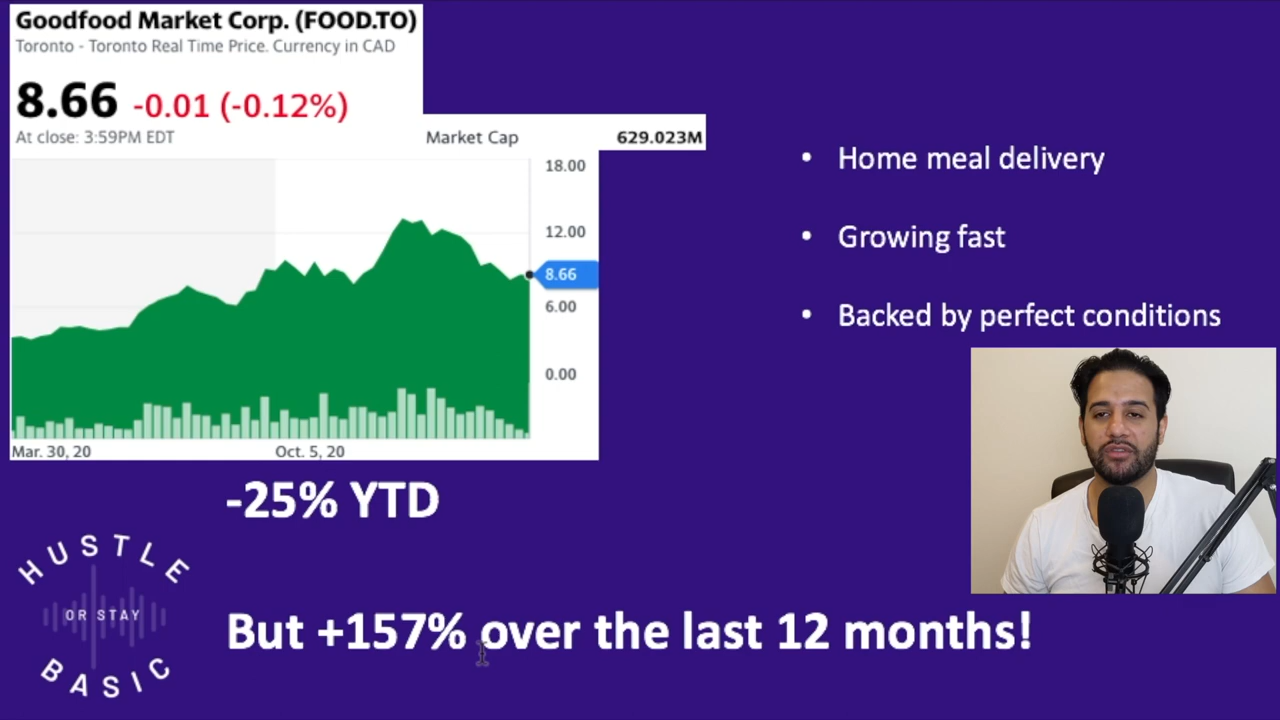 Goodfood Market Corp. (FOOD.TO)
Toronto - Toronto Real Time Price. Currency in CAD
8.66 -0.01 (-0.12%)
At close: 3:59PM EDT
Market Cap 629.023M
18.00
12.00
8.66
6.00
0.00
Mar. 30, 20 Oct. 5, 20
• Home meal delivery
• Growing fast
• Backed by perfect conditions
-25% YTD
But +157% over the last 12 months!
HUSTLE
OR STAY
BASIC